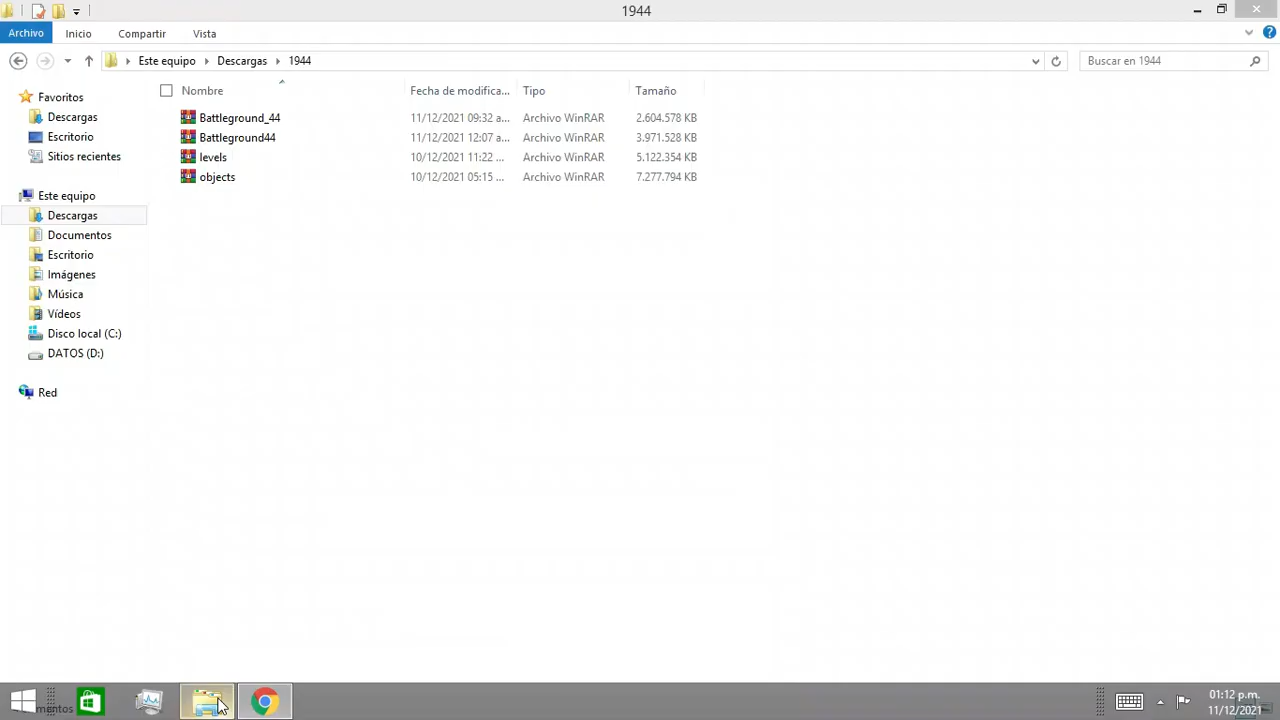 1944
Archivo Inicio Compartir Vista
Este equipo Descargas 1944 Buscar en 1944
Favoritos
Descargas
Escritorio
Sitios recientes
Este equipo
Descargas
Documentos
Escritorio
Imágenes
Música
Vídeos
Disco local (C:)
DATOS (D:)
Red
Nombre Fecha de modifica... Tipo Tamaño
Battleground_44 11/12/2021 09:32 a... Archivo WinRAR 2.604.578 KB
Battleground44 11/12/2021 12:07 a... Archivo WinRAR 3.971.528 KB
levels 10/12/2021 11:22 ... Archivo WinRAR 5.122.354 KB
objects 10/12/2021 05:15 ... Archivo WinRAR 7.277.794 KB
01:12 p.m.
11/12/2021